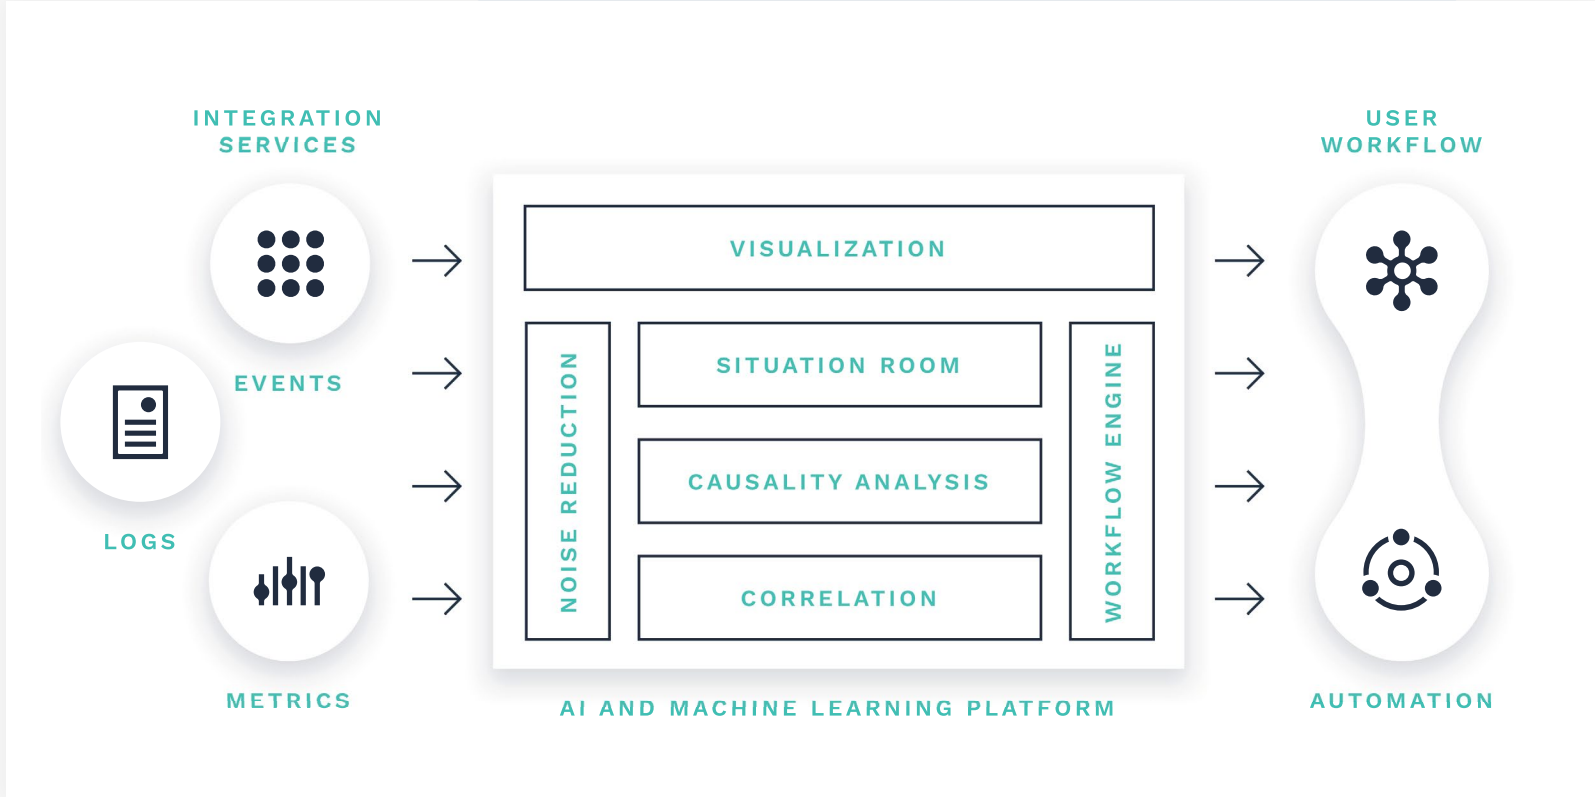 INTEGRATION
SERVICES
EVENTS
LOGS
METRICS
VISUALIZATION
NOISE REDUCTION
SITUATION ROOM
CAUSALITY ANALYSIS
CORRELATION
WORKFLOW ENGINE
AI AND MACHINE LEARNING PLATFORM
USER
WORKFLOW
AUTOMATION